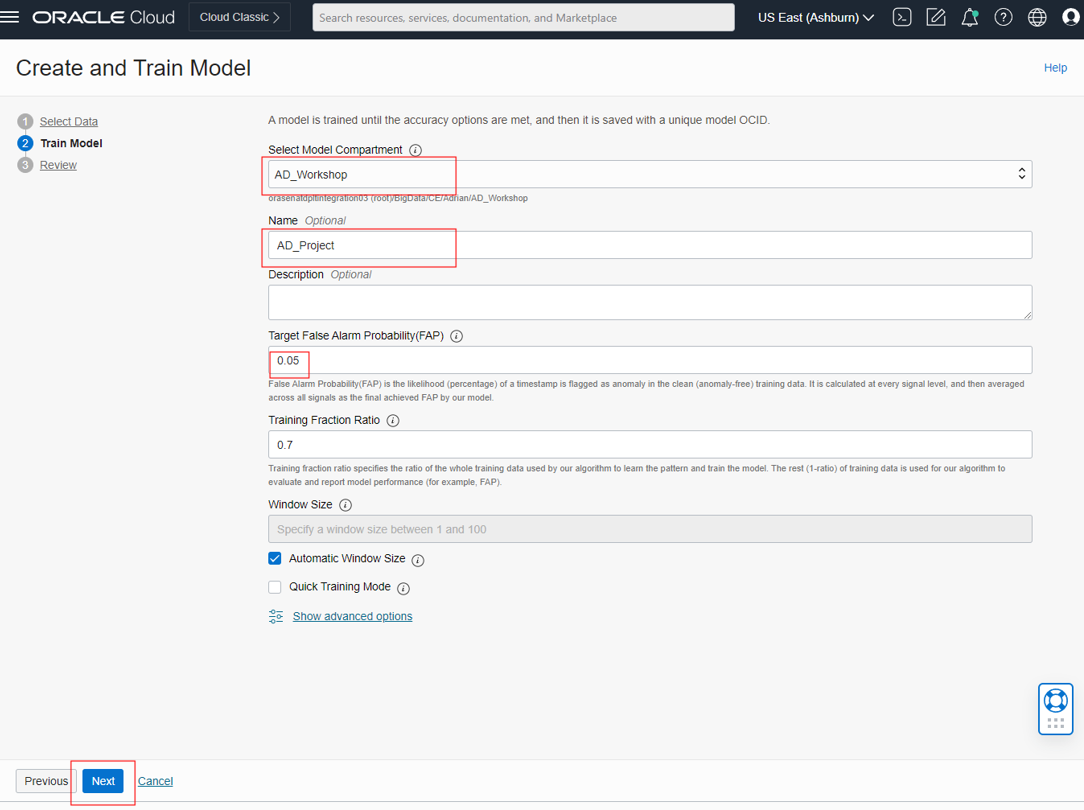 ORACLE Cloud Cloud Classic Search resources, services, documentation, and Marketplace US East (Ashburn)
Create and Train Model Help
1 Select Data
2 Train Model
3 Review
A model is trained until the accuracy options are met, and then it is saved with a unique model OCID.
Select Model Compartment
AD_Workshop
orasenatdpltintegration03 (root)/BigData/CE/Adrian/AD_Workshop
Name Optional
AD_Project
Description Optional
Target False Alarm Probability(FAP)
0.05
False Alarm Probability(FAP) is the likelihood (percentage) of a timestamp is flagged as anomaly in the clean (anomaly-free) training data. It is calculated at every signal level, and then averaged
across all signals as the final achieved FAP by our model.
Training Fraction Ratio
0.7
Training fraction ratio specifies the ratio of the whole training data used by our algorithm to learn the pattern and train the model. The rest (1-ratio) of training data is used for our algorithm to
evaluate and report model performance (for example, FAP).
Window Size
Specify a window size between 1 and 100
Automatic Window Size
Quick Training Mode
Show advanced options
Previous Next Cancel